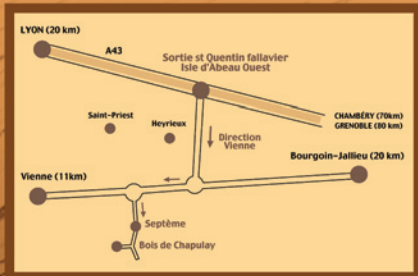 LYON (20 km)
A43
Sortie st Quentin fallavier
Isle d'Abeau Ouest
Saint-Priest
Heyrieux
CHAMBÉRY (70km)
GRENOBLE (80 km)
Direction
Vienne
Bourgoin-Jallieu (20 km)
Vienne (11km)
Septème
Bois de Chapulay